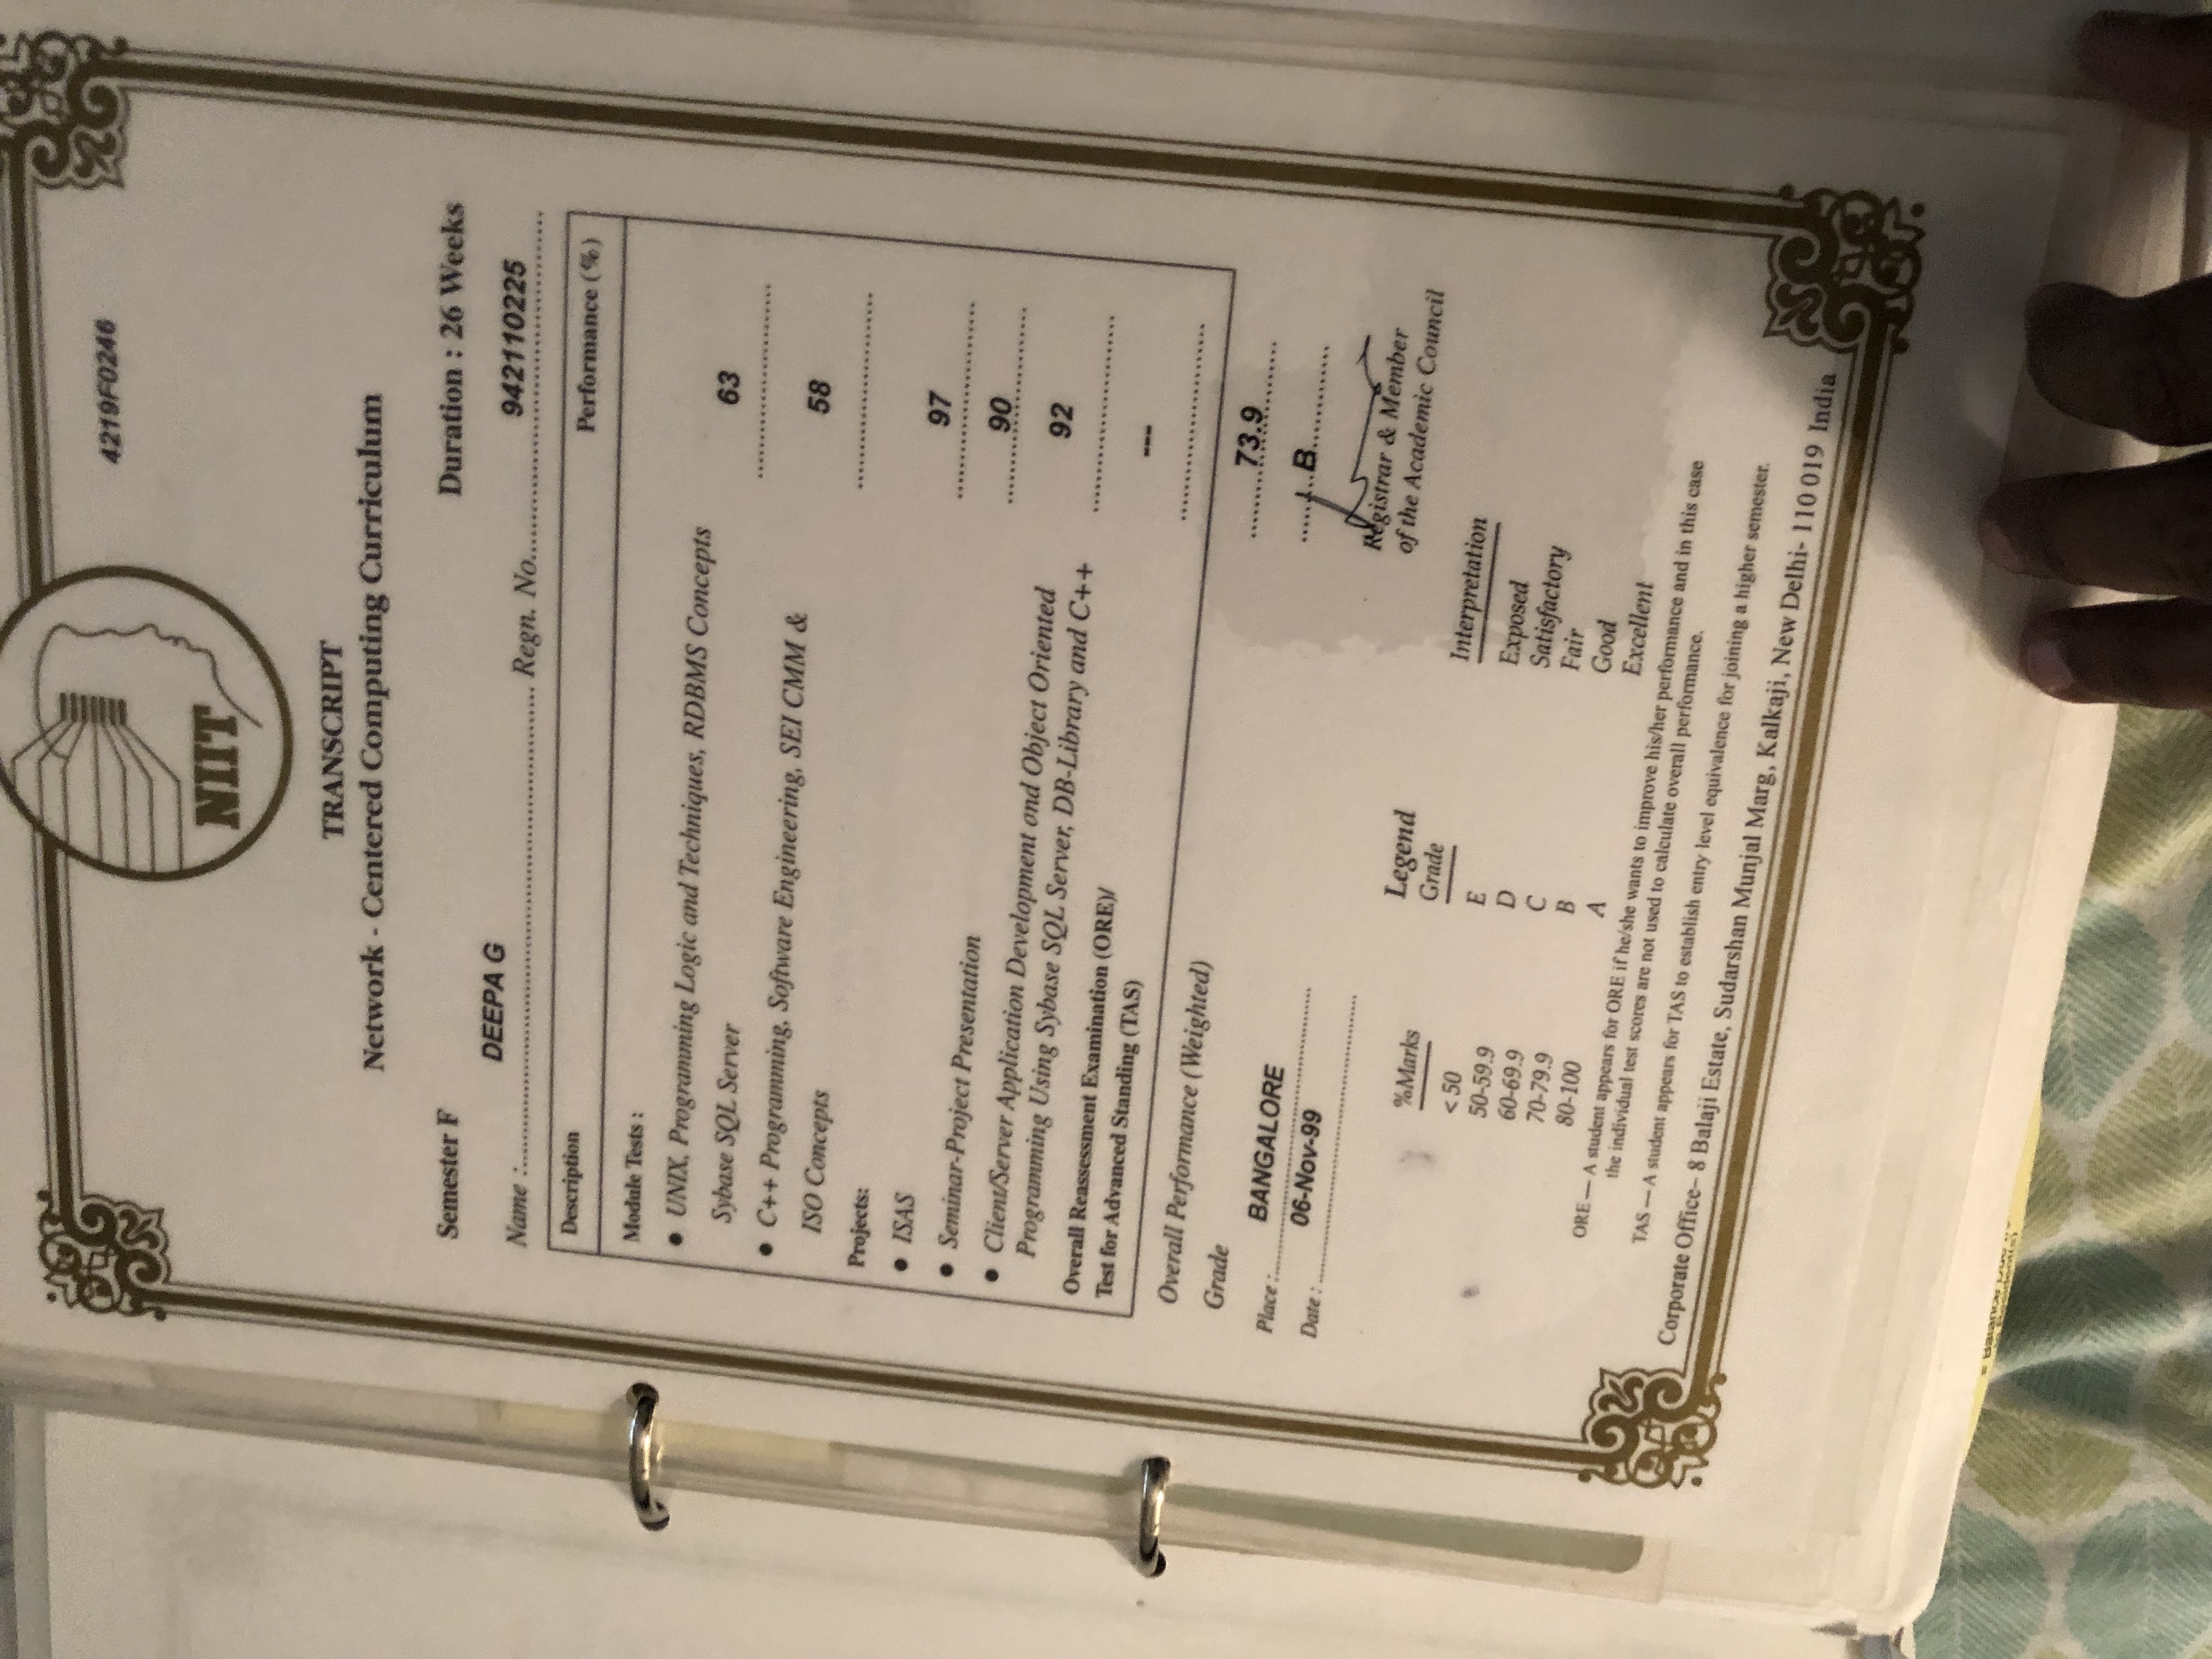 4219F0246
NIIT
TRANSCRIPT
Network - Centered Computing Curriculum
Semester F Duration : 26 Weeks
Name : DEEPA G Regn. No. 942110225
Description Performance (%)
Module Tests :
● UNIX, Programming Logic and Techniques, RDBMS Concepts
Sybase SQL Server 63
● C++ Programming, Software Engineering, SEI CMM &
ISO Concepts 58
Projects:
● ISAS 97
● Seminar-Project Presentation 90
● Client/Server Application Development and Object Oriented
Programming Using Sybase SQL Server, DB-Library and C++ 92
Overall Reassessment Examination (ORE)/
Test for Advanced Standing (TAS) ---
Overall Performance (Weighted) 73.9
Grade B
Place : BANGALORE
Date : 06-Nov-99
Registrar & Member
of the Academic Council
Legend
%Marks Grade Interpretation
< 50 E Exposed
50-59.9 D Satisfactory
60-69.9 C Fair
70-79.9 B Good
80-100 A Excellent
ORE — A student appears for ORE if he/she wants to improve his/her performance and in this case
the individual test scores are not used to calculate overall performance.
TAS — A student appears for TAS to establish entry level equivalence for joining a higher semester.
Corporate Office– 8 Balaji Estate, Sudarshan Munjal Marg, Kalkaji, New Delhi- 110 019 India
Balance Due
Resident(s)